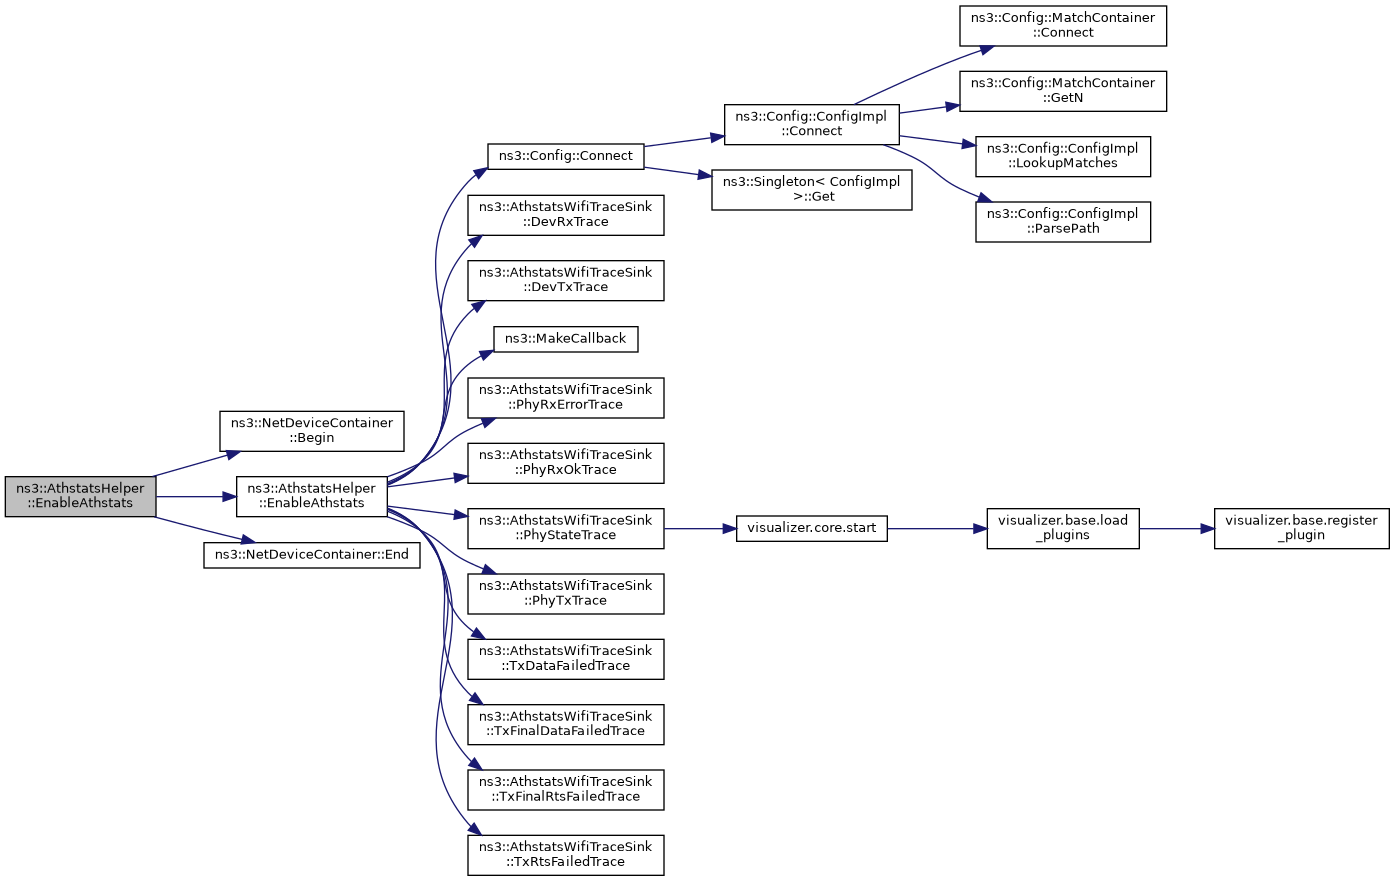 ns3::AthstatsHelper
::EnableAthstats
ns3::NetDeviceContainer
::Begin
ns3::AthstatsHelper
::EnableAthstats
ns3::NetDeviceContainer::End
ns3::Config::Connect
ns3::AthstatsWifiTraceSink
::DevRxTrace
ns3::AthstatsWifiTraceSink
::DevTxTrace
ns3::MakeCallback
ns3::AthstatsWifiTraceSink
::PhyRxErrorTrace
ns3::AthstatsWifiTraceSink
::PhyRxOkTrace
ns3::AthstatsWifiTraceSink
::PhyStateTrace
ns3::AthstatsWifiTraceSink
::PhyTxTrace
ns3::AthstatsWifiTraceSink
::TxDataFailedTrace
ns3::AthstatsWifiTraceSink
::TxFinalDataFailedTrace
ns3::AthstatsWifiTraceSink
::TxFinalRtsFailedTrace
ns3::AthstatsWifiTraceSink
::TxRtsFailedTrace
ns3::Config::ConfigImpl
::Connect
ns3::Singleton< ConfigImpl
>::Get
visualizer.core.start
ns3::Config::MatchContainer
::Connect
ns3::Config::MatchContainer
::GetN
ns3::Config::ConfigImpl
::LookupMatches
ns3::Config::ConfigImpl
::ParsePath
visualizer.base.load
_plugins
visualizer.base.register
_plugin